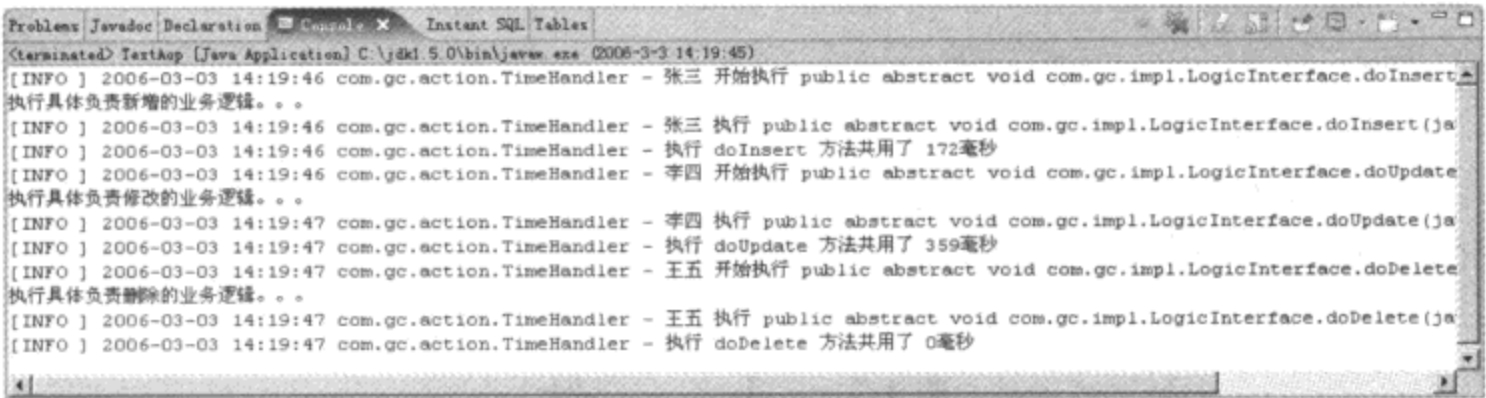 Problems Javadoc Declaration Console X Instant SQL Tables
<terminated> TextAop [Java Application] C:\jdk1.5.0\bin\javaw.exe (2006-3-3 14:19:45)
[INFO ] 2006-03-03 14:19:46 com.gc.action.TimeHandler - 张三 开始执行 public abstract void com.gc.impl.LogicInterface.doInsert
执行具体负责新增的业务逻辑。。。
[INFO ] 2006-03-03 14:19:46 com.gc.action.TimeHandler - 张三 执行 public abstract void com.gc.impl.LogicInterface.doInsert(ja
[INFO ] 2006-03-03 14:19:46 com.gc.action.TimeHandler - 执行 doInsert 方法共用了 172毫秒
[INFO ] 2006-03-03 14:19:46 com.gc.action.TimeHandler - 李四 开始执行 public abstract void com.gc.impl.LogicInterface.doUpdate
执行具体负责修改的业务逻辑。。。
[INFO ] 2006-03-03 14:19:47 com.gc.action.TimeHandler - 李四 执行 public abstract void com.gc.impl.LogicInterface.doUpdate(ja
[INFO ] 2006-03-03 14:19:47 com.gc.action.TimeHandler - 执行 doUpdate 方法共用了 359毫秒
[INFO ] 2006-03-03 14:19:47 com.gc.action.TimeHandler - 王五 开始执行 public abstract void com.gc.impl.LogicInterface.doDelete
执行具体负责删除的业务逻辑。。。
[INFO ] 2006-03-03 14:19:47 com.gc.action.TimeHandler - 王五 执行 public abstract void com.gc.impl.LogicInterface.doDelete(ja
[INFO ] 2006-03-03 14:19:47 com.gc.action.TimeHandler - 执行 doDelete 方法共用了 0毫秒